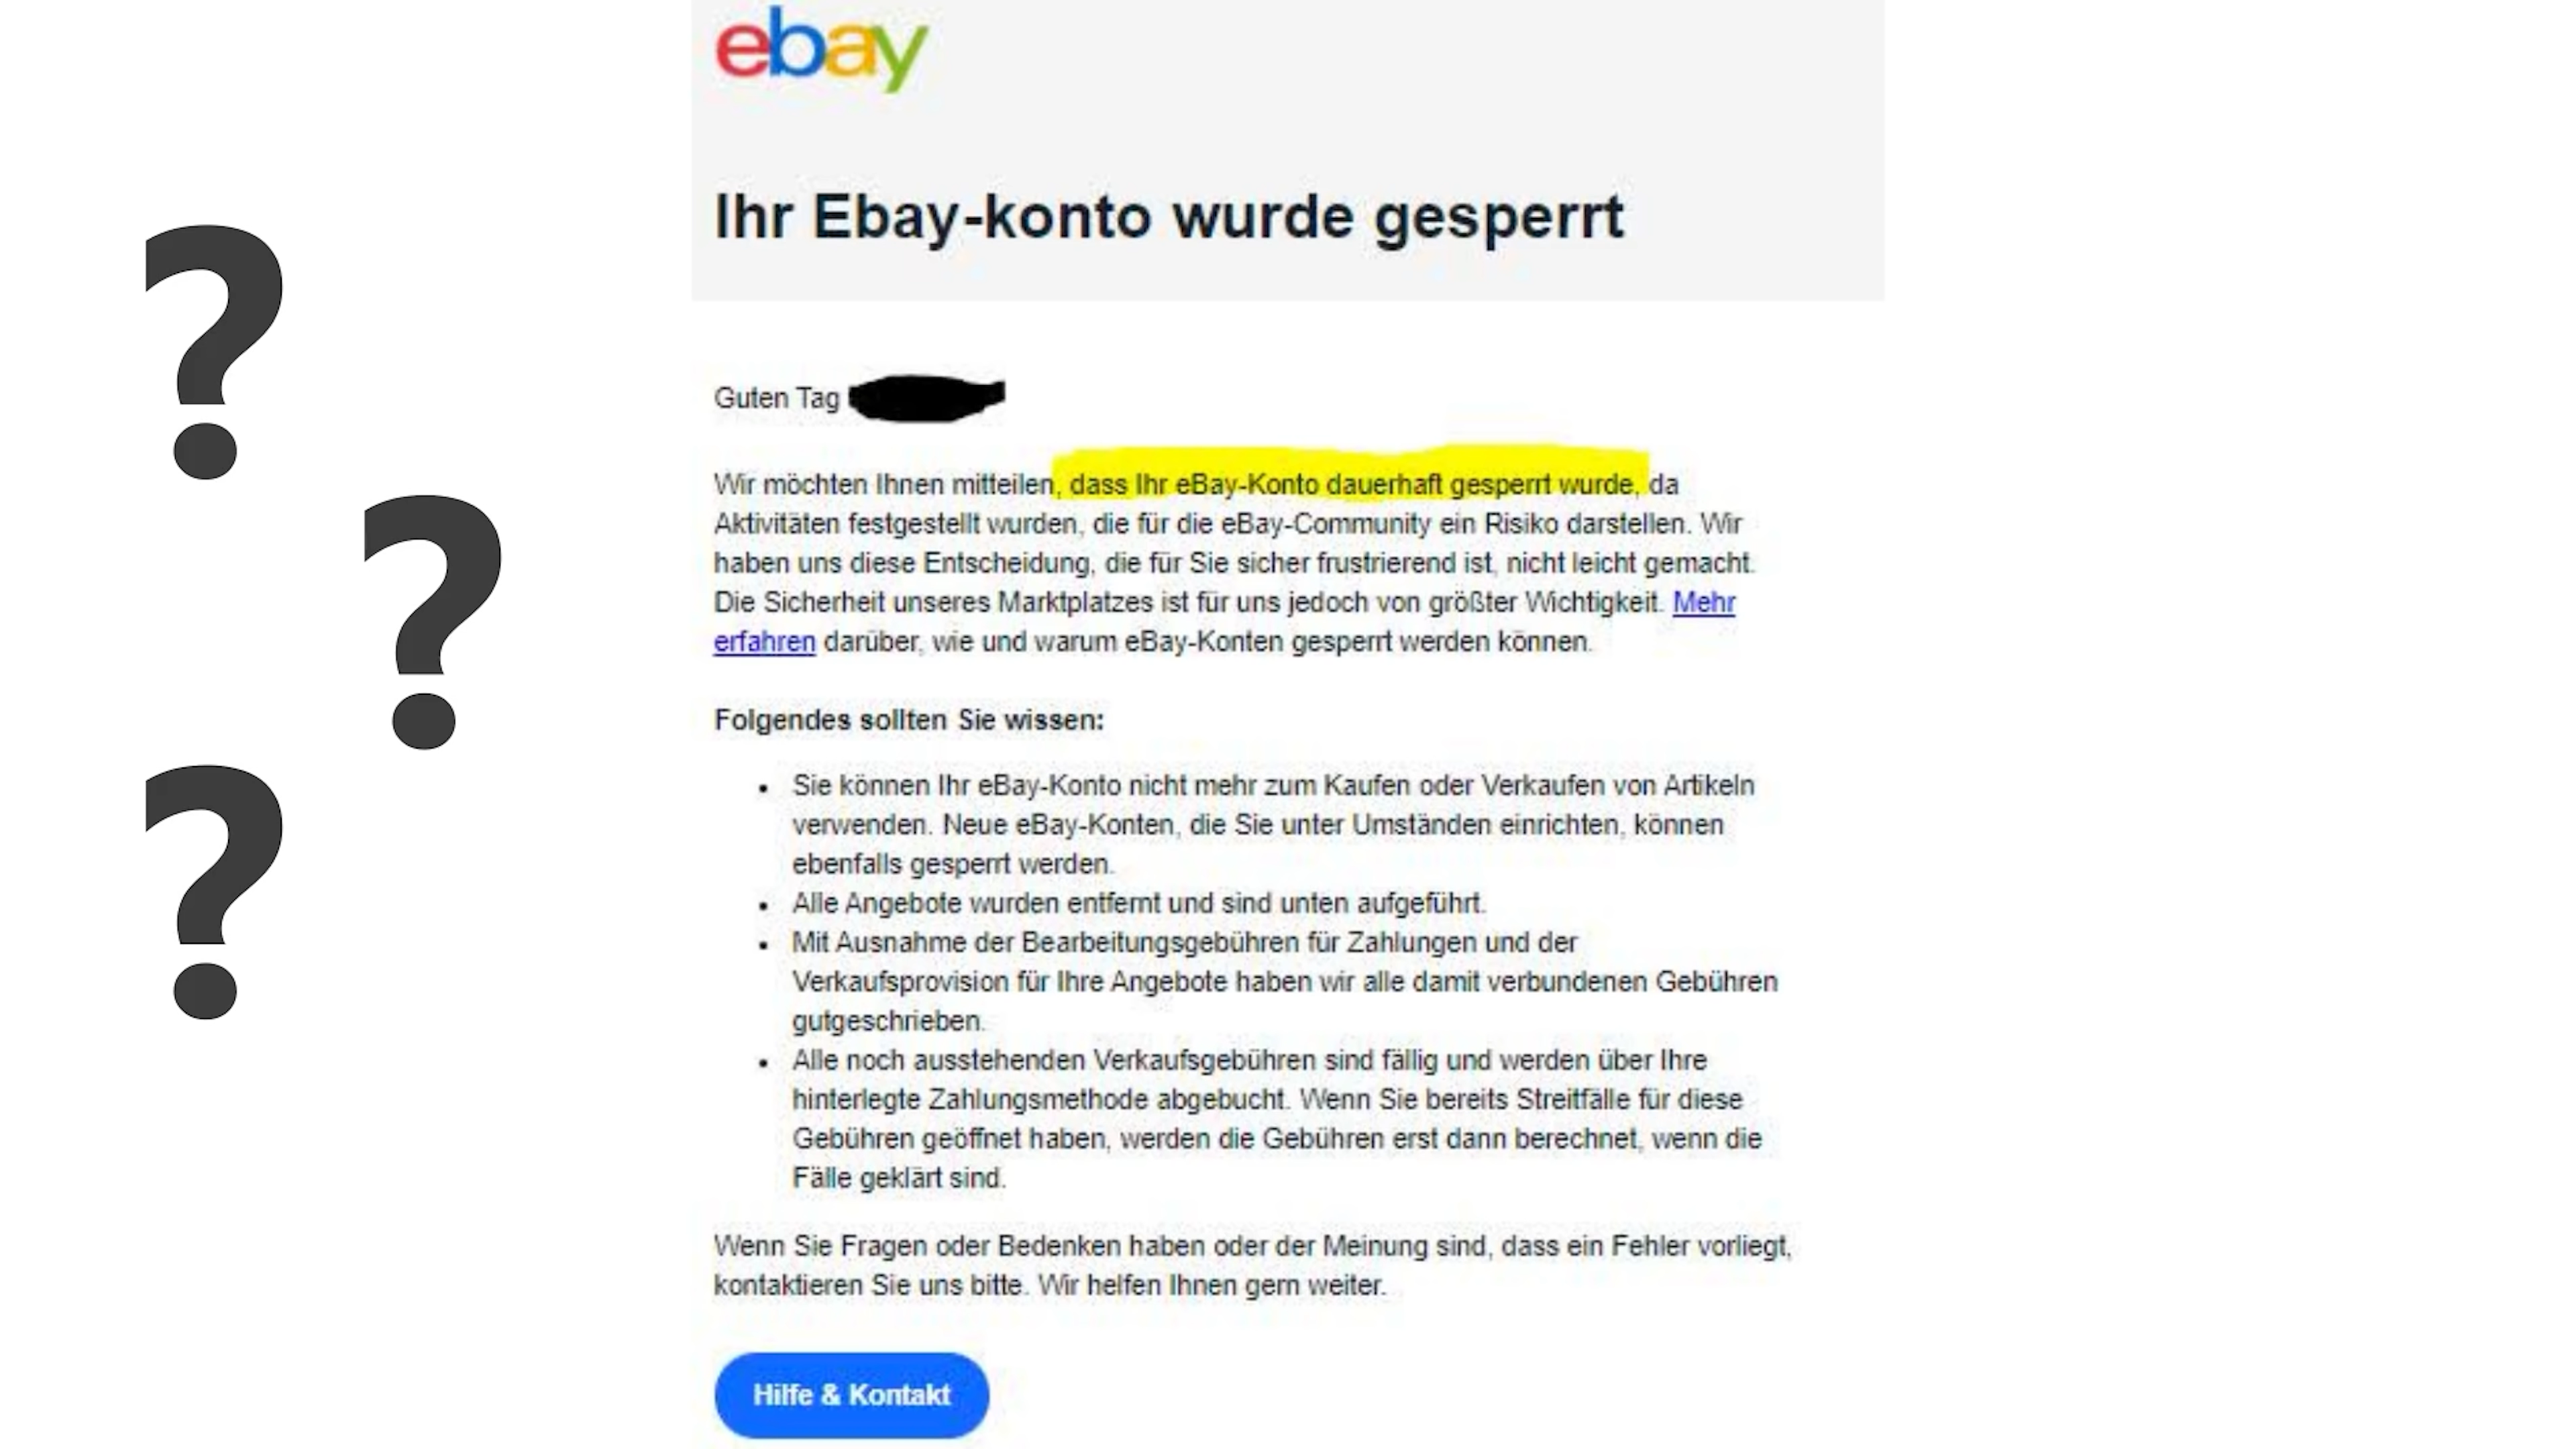 ebay
Ihr Ebay-konto wurde gesperrt
?
?
?
Guten Tag
Wir möchten Ihnen mitteilen, dass Ihr eBay-Konto dauerhaft gesperrt wurde, da
Aktivitäten festgestellt wurden, die für die eBay-Community ein Risiko darstellen. Wir
haben uns diese Entscheidung, die für Sie sicher frustrierend ist, nicht leicht gemacht.
Die Sicherheit unseres Marktplatzes ist für uns jedoch von größter Wichtigkeit. Mehr
erfahren darüber, wie und warum eBay-Konten gesperrt werden können.
Folgendes sollten Sie wissen:
• Sie können Ihr eBay-Konto nicht mehr zum Kaufen oder Verkaufen von Artikeln
verwenden. Neue eBay-Konten, die Sie unter Umständen einrichten, können
ebenfalls gesperrt werden.
• Alle Angebote wurden entfernt und sind unten aufgeführt.
• Mit Ausnahme der Bearbeitungsgebühren für Zahlungen und der
Verkaufsprovision für Ihre Angebote haben wir alle damit verbundenen Gebühren
gutgeschrieben.
• Alle noch ausstehenden Verkaufsgebühren sind fällig und werden über Ihre
hinterlegte Zahlungsmethode abgebucht. Wenn Sie bereits Streitfälle für diese
Gebühren geöffnet haben, werden die Gebühren erst dann berechnet, wenn die
Fälle geklärt sind.
Wenn Sie Fragen oder Bedenken haben oder der Meinung sind, dass ein Fehler vorliegt,
kontaktieren Sie uns bitte. Wir helfen Ihnen gern weiter.
Hilfe & Kontakt